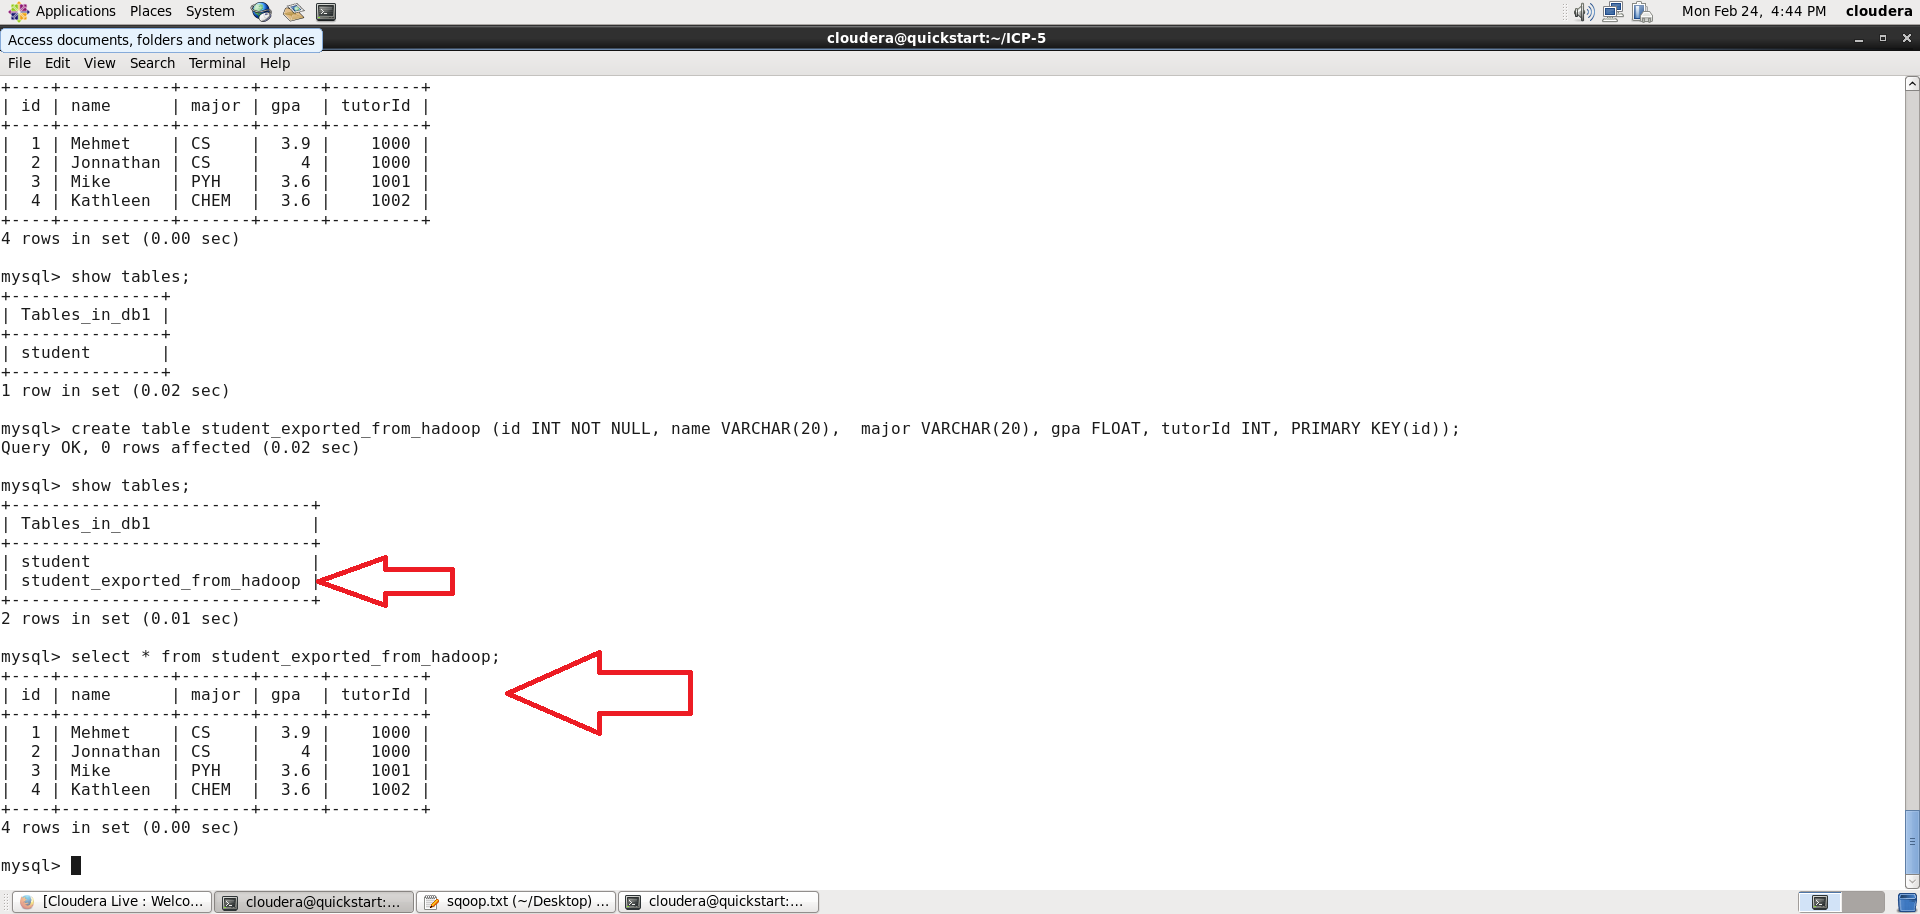 Applications Places System Mon Feb 24, 4:44 PM cloudera
Access documents, folders and network places
cloudera@quickstart:~/ICP-5
File Edit View Search Terminal Help
+----+-----------+-------+------+---------+
| id | name      | major | gpa  | tutorId |
+----+-----------+-------+------+---------+
|  1 | Mehmet    | CS    |  3.9 |    1000 |
|  2 | Jonnathan | CS    |    4 |    1000 |
|  3 | Mike      | PYH   |  3.6 |    1001 |
|  4 | Kathleen  | CHEM  |  3.6 |    1002 |
+----+-----------+-------+------+---------+
4 rows in set (0.00 sec)
mysql> show tables;
+---------------+
| Tables_in_db1 |
+---------------+
| student       |
+---------------+
1 row in set (0.02 sec)
mysql> create table student_exported_from_hadoop (id INT NOT NULL, name VARCHAR(20),  major VARCHAR(20), gpa FLOAT, tutorId INT, PRIMARY KEY(id));
Query OK, 0 rows affected (0.02 sec)
mysql> show tables;
+------------------------------+
| Tables_in_db1                |
+------------------------------+
| student                      |
| student_exported_from_hadoop |
+------------------------------+
2 rows in set (0.01 sec)
mysql> select * from student_exported_from_hadoop;
+----+-----------+-------+------+---------+
| id | name      | major | gpa  | tutorId |
+----+-----------+-------+------+---------+
|  1 | Mehmet    | CS    |  3.9 |    1000 |
|  2 | Jonnathan | CS    |    4 |    1000 |
|  3 | Mike      | PYH   |  3.6 |    1001 |
|  4 | Kathleen  | CHEM  |  3.6 |    1002 |
+----+-----------+-------+------+---------+
4 rows in set (0.00 sec)
mysql>
[Cloudera Live : Welco... cloudera@quickstart:... sqoop.txt (~/Desktop) ... cloudera@quickstart:...